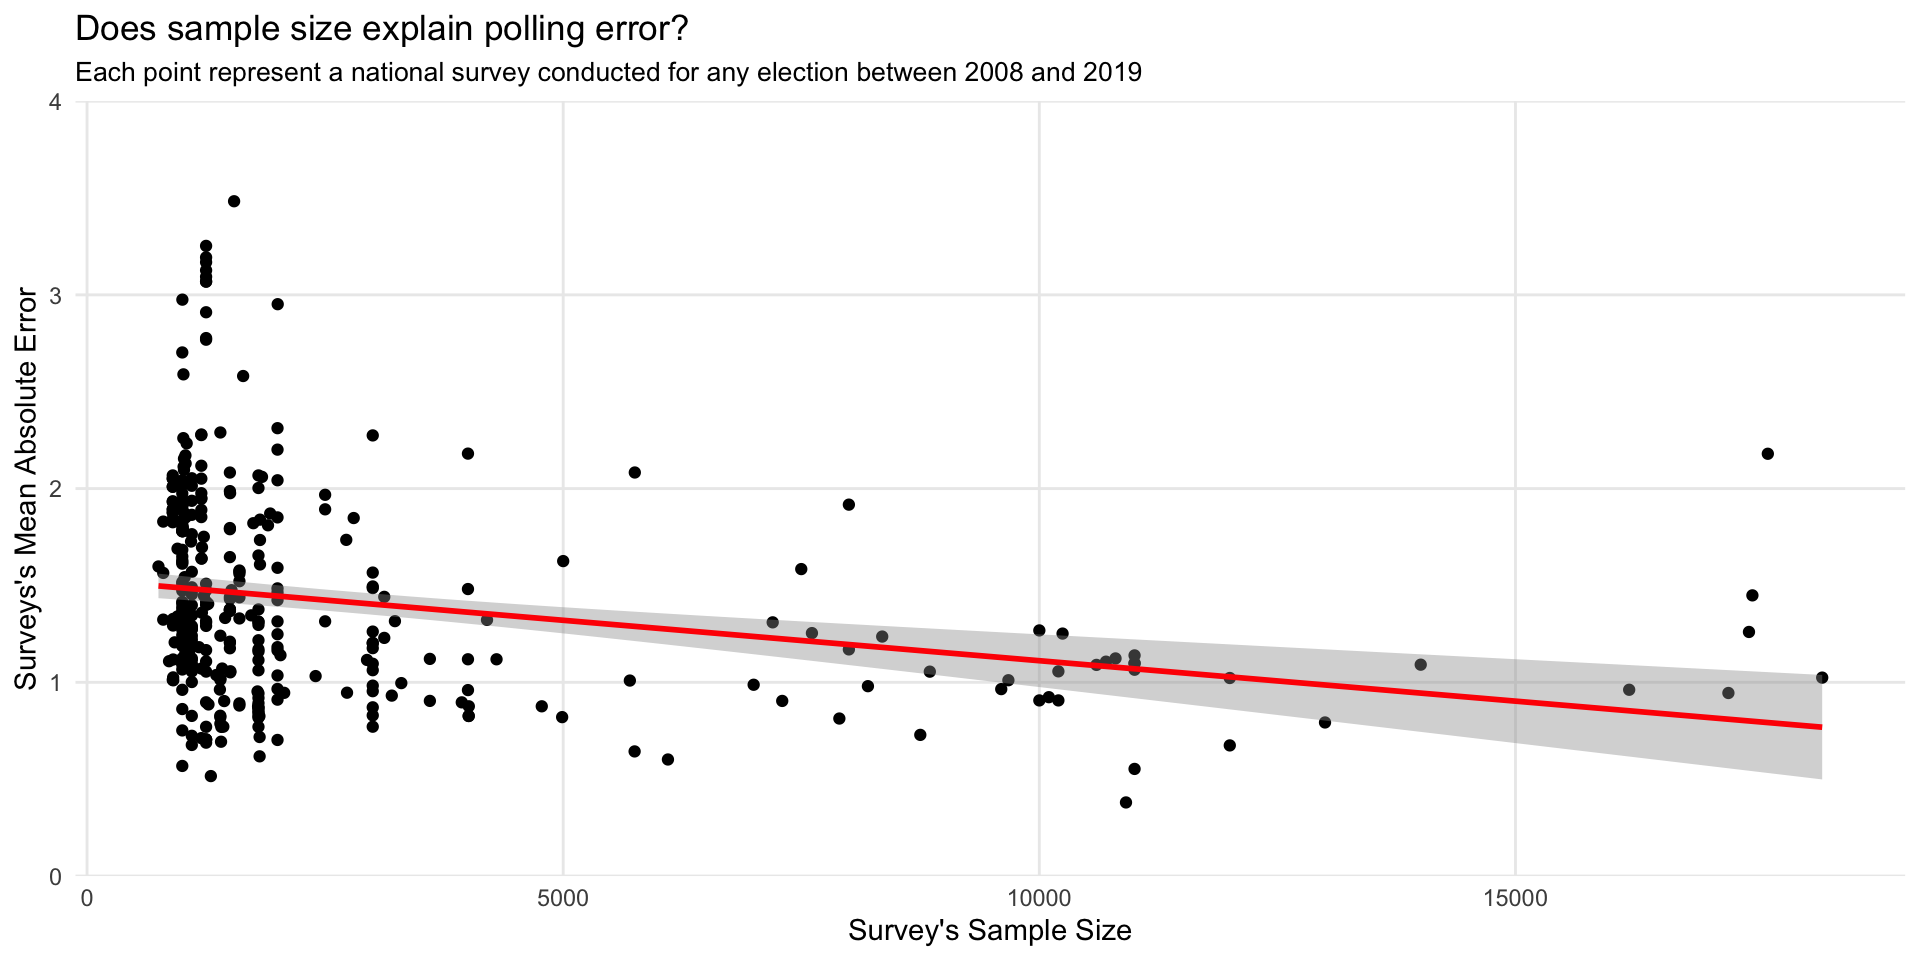 Does sample size explain polling error?
Each point represent a national survey conducted for any election between 2008 and 2019
4
3
2
1
0
Surveys's Mean Absolute Error
0 5000 10000 15000
Survey's Sample Size